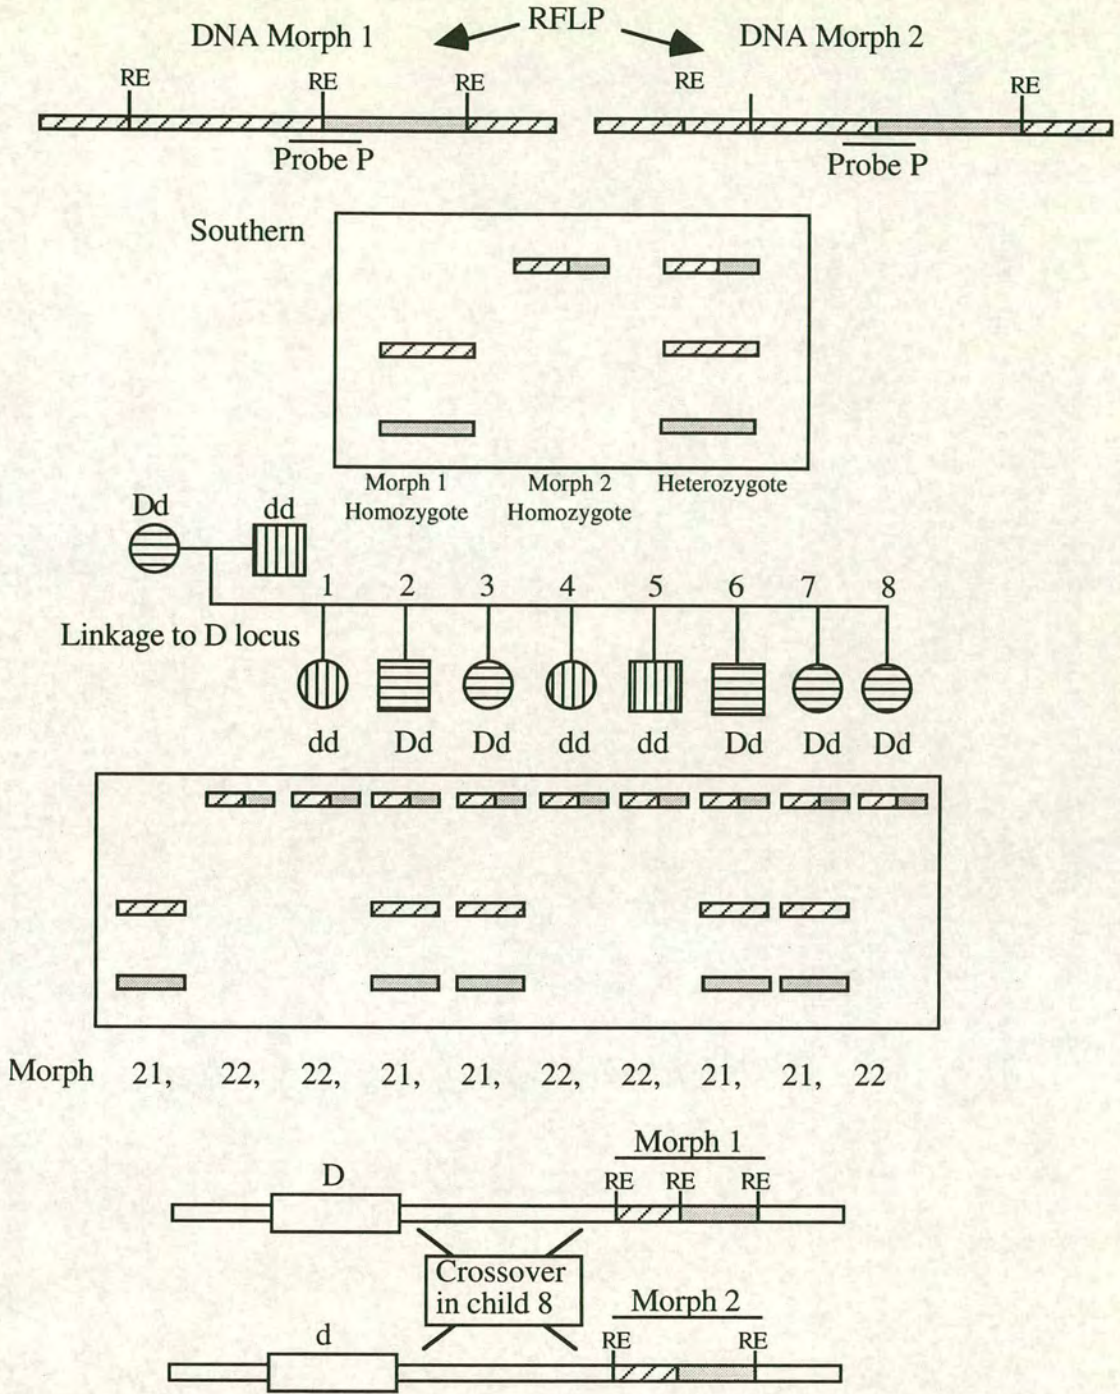 RFLP
DNA Morph 1
DNA Morph 2
RE RE RE
RE RE
Probe P
Probe P
Southern
Morph 1 Homozygote
Morph 2 Homozygote
Heterozygote
Dd dd
1 2 3 4 5 6 7 8
Linkage to D locus
dd Dd Dd dd dd Dd Dd Dd
Morph 21, 22, 22, 21, 21, 22, 22, 21, 21, 22
Morph 1
D
RE RE RE
Crossover
in child 8
Morph 2
d
RE RE